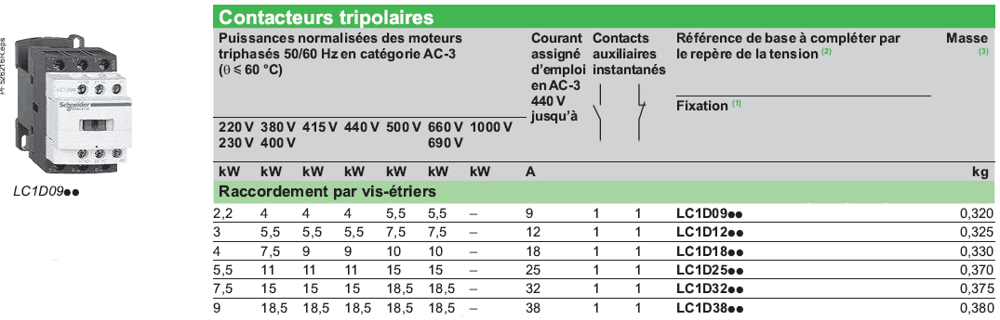 Contacteurs tripolaires
Puissances normalisées des moteurs
triphasés 50/60 Hz en catégorie AC-3
(θ ≤ 60 °C)
Courant
assigné
d'emploi
en AC-3
440 V
jusqu'à
Contacts
auxiliaires
instantanés
Référence de base à compléter par
le repère de la tension (2)
Fixation (1)
Masse
(3)
220 V 380 V 415 V 440 V 500 V 660 V 1000 V
230 V 400 V 690 V
kW kW kW kW kW kW kW A kg
Raccordement par vis-étriers
2,2 4 4 4 5,5 5,5 – 9 1 1 LC1D09●● 0,320
3 5,5 5,5 5,5 7,5 7,5 – 12 1 1 LC1D12●● 0,325
4 7,5 9 9 10 10 – 18 1 1 LC1D18●● 0,330
5,5 11 11 11 15 15 – 25 1 1 LC1D25●● 0,370
7,5 15 15 15 18,5 18,5 – 32 1 1 LC1D32●● 0,375
9 18,5 18,5 18,5 18,5 18,5 – 38 1 1 LC1D38●● 0,380
Schneider
LC1D09●●